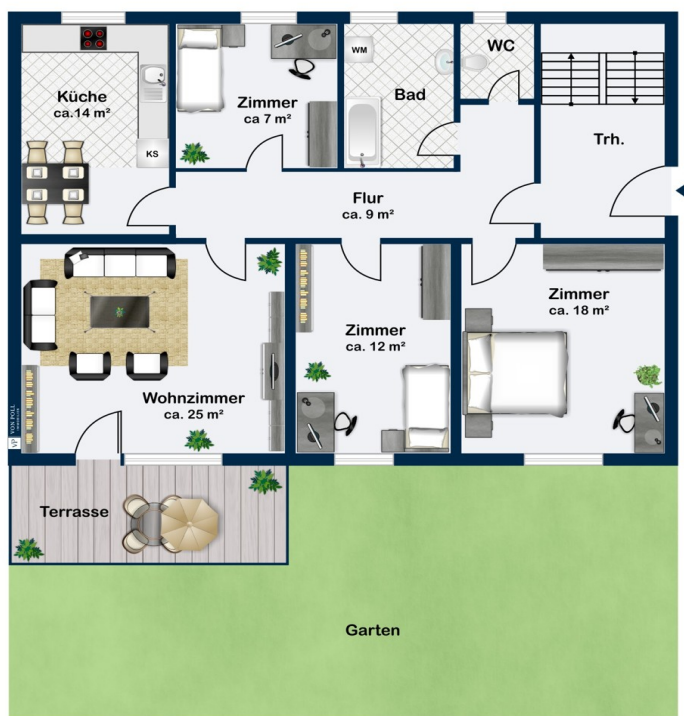 Küche
ca.14 m²
KS
Zimmer
ca 7 m²
WM
Bad
WC
Trh.
Flur
ca. 9 m²
Wohnzimmer
ca. 25 m²
Zimmer
ca. 12 m²
Zimmer
ca. 18 m²
VP VON POLL
Terrasse
Garten